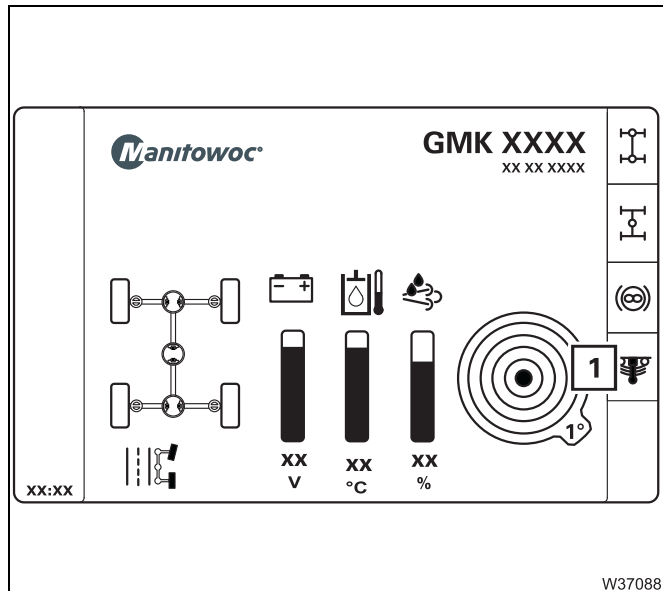 Manitowoc
GMK XXXX
XX XX XXXX
1
1°
XX
V
XX
°C
XX
%
XX:XX
W37088